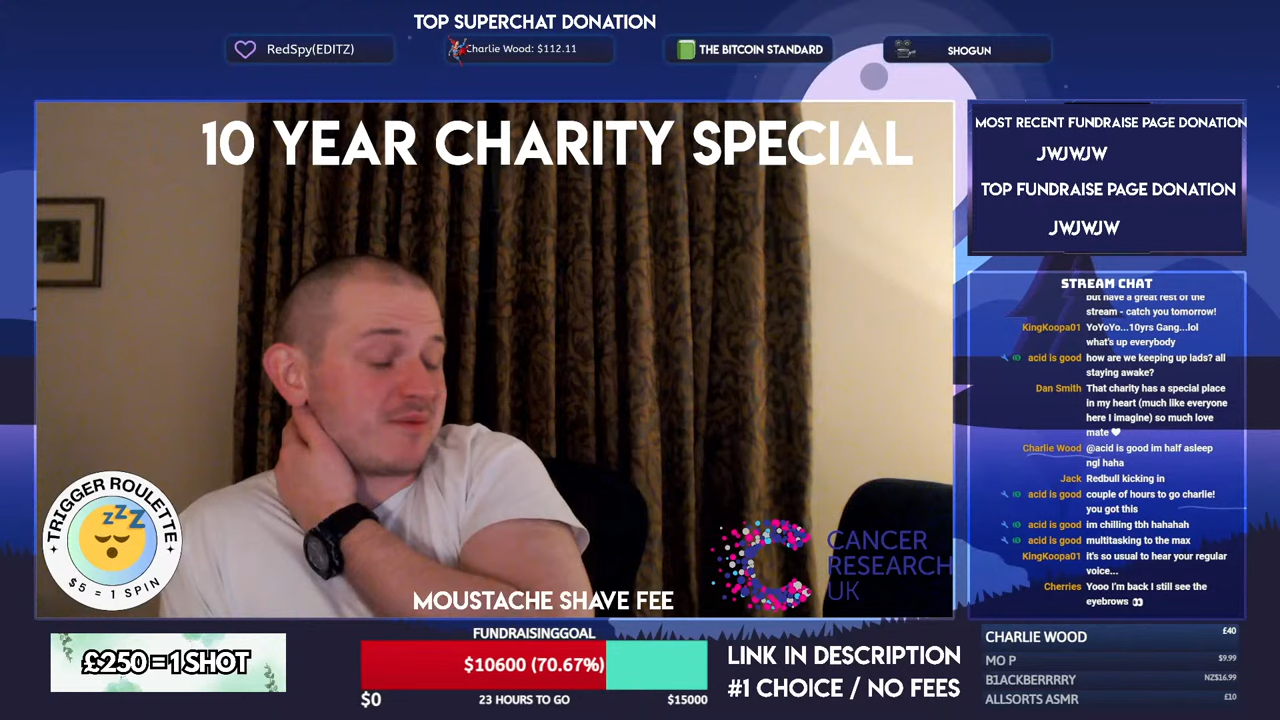 TOP SUPERCHAT DONATION
RedSpy(EDITZ)
Charlie Wood: $112.11
THE BITCOIN STANDARD
SHOGUN
10 YEAR CHARITY SPECIAL
MOST RECENT FUNDRAISE PAGE DONATION
JWJWJW
TOP FUNDRAISE PAGE DONATION
JWJWJW
STREAM CHAT
but have a great rest of the
stream - catch you tomorrow!
KingKoopa01 YoYoYo...10yrs Gang...lol
what's up everybody
acid is good how are we keeping up lads? all
staying awake?
Dan Smith That charity has a special place
in my heart (much like everyone
here I imagine) so much love
mate
Charlie Wood @acid is good im half asleep
ngl haha
Jack Redbull kicking in
acid is good couple of hours to go charlie!
you got this
acid is good im chilling tbh hahahah
acid is good multitasking to the max
KingKoopa01 it's so usual to hear your regular
voice...
Cherries Yooo I'm back I still see the
eyebrows
TRIGGER ROULETTE
zzz
$5 = 1 SPIN
CANCER
RESEARCH
UK
MOUSTACHE SHAVE FEE
£250 = 1 SHOT
FUNDRAISINGGOAL
$10600 (70.67%)
$0
23 HOURS TO GO
$15000
LINK IN DESCRIPTION
#1 CHOICE / NO FEES
CHARLIE WOOD £40
MO P $9.99
B1ACKBERRRRY NZ$16.99
ALLSORTS ASMR £10